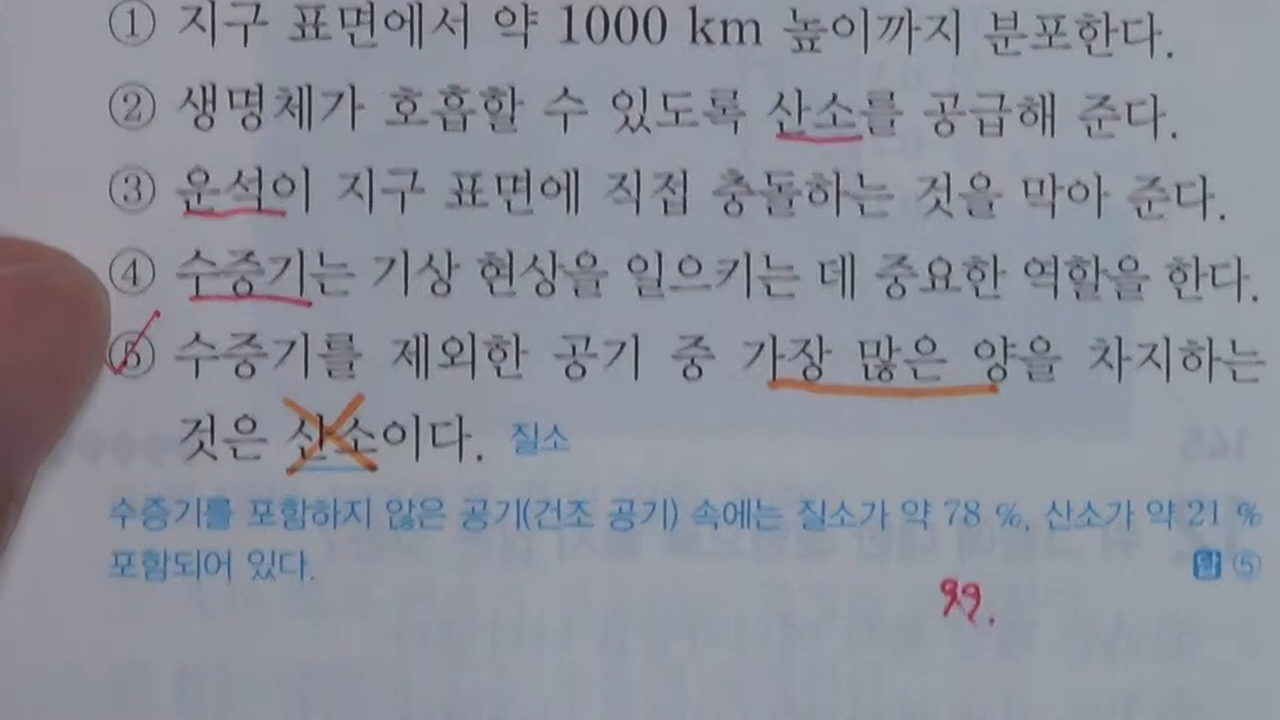 ① 지구 표면에서 약 1000 km 높이까지 분포한다.
② 생명체가 호흡할 수 있도록 산소를 공급해 준다.
③ 운석이 지구 표면에 직접 충돌하는 것을 막아 준다.
④ 수증기는 기상 현상을 일으키는 데 중요한 역할을 한다.
⑤ 수증기를 제외한 공기 중 가장 많은 양을 차지하는
것은 산소이다. 질소
수증기를 포함하지 않은 공기(건조 공기) 속에는 질소가 약 78 %, 산소가 약 21 %
포함되어 있다. 답 ⑤
99.